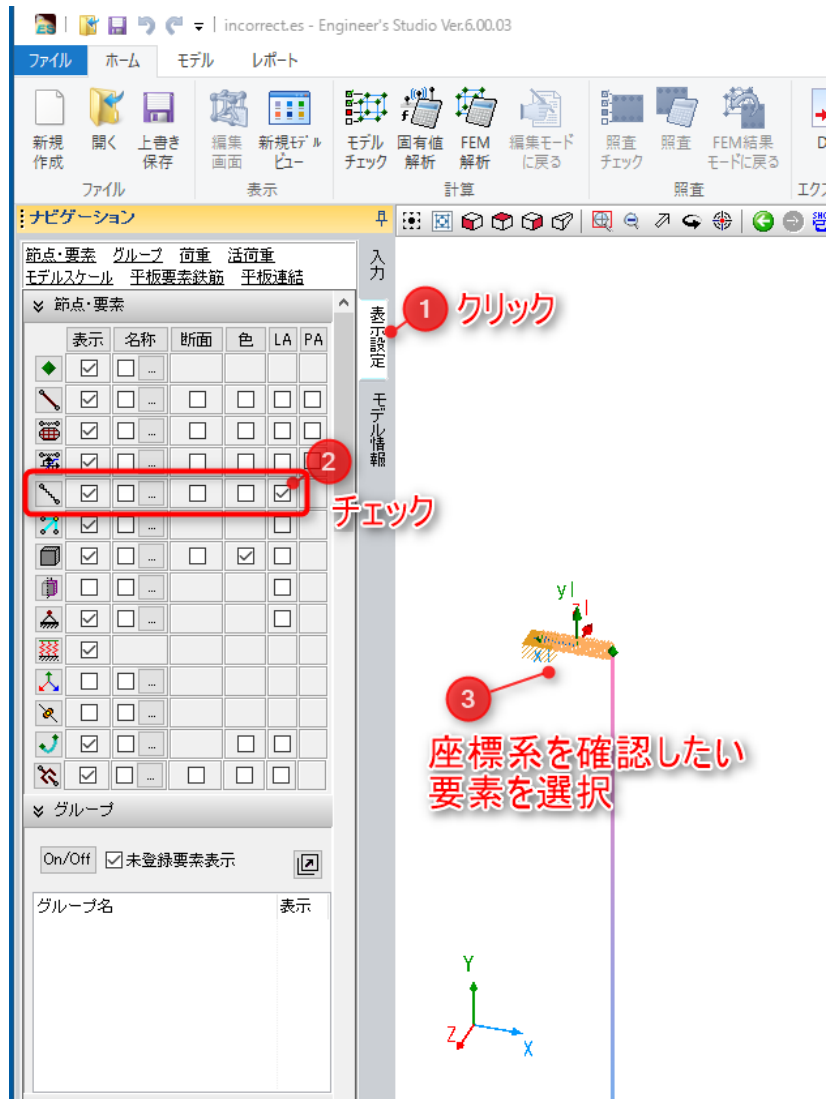 incorrect.es - Engineer's Studio Ver.6.00.03
ファイル ホーム モデル レポート
新規作成 開く 上書き保存 編集画面 新規モデルビュー モデルチェック 固有値解析 FEM解析 編集モードに戻る 照査チェック 照査 FEM結果モードに戻る D
ファイル 表示 計算 照査 エクス
ナビゲーション
節点・要素 グループ 荷重 活荷重
モデルスケール 平板要素鉄筋 平板連結
節点・要素
表示 名称 断面 色 LA PA
入力
表示設定
モデル情報
1 クリック
2
チェック
yl
zl
xl
3
座標系を確認したい
要素を選択
グループ
On/Off 未登録要素表示
グループ名 表示
Y
Z
X